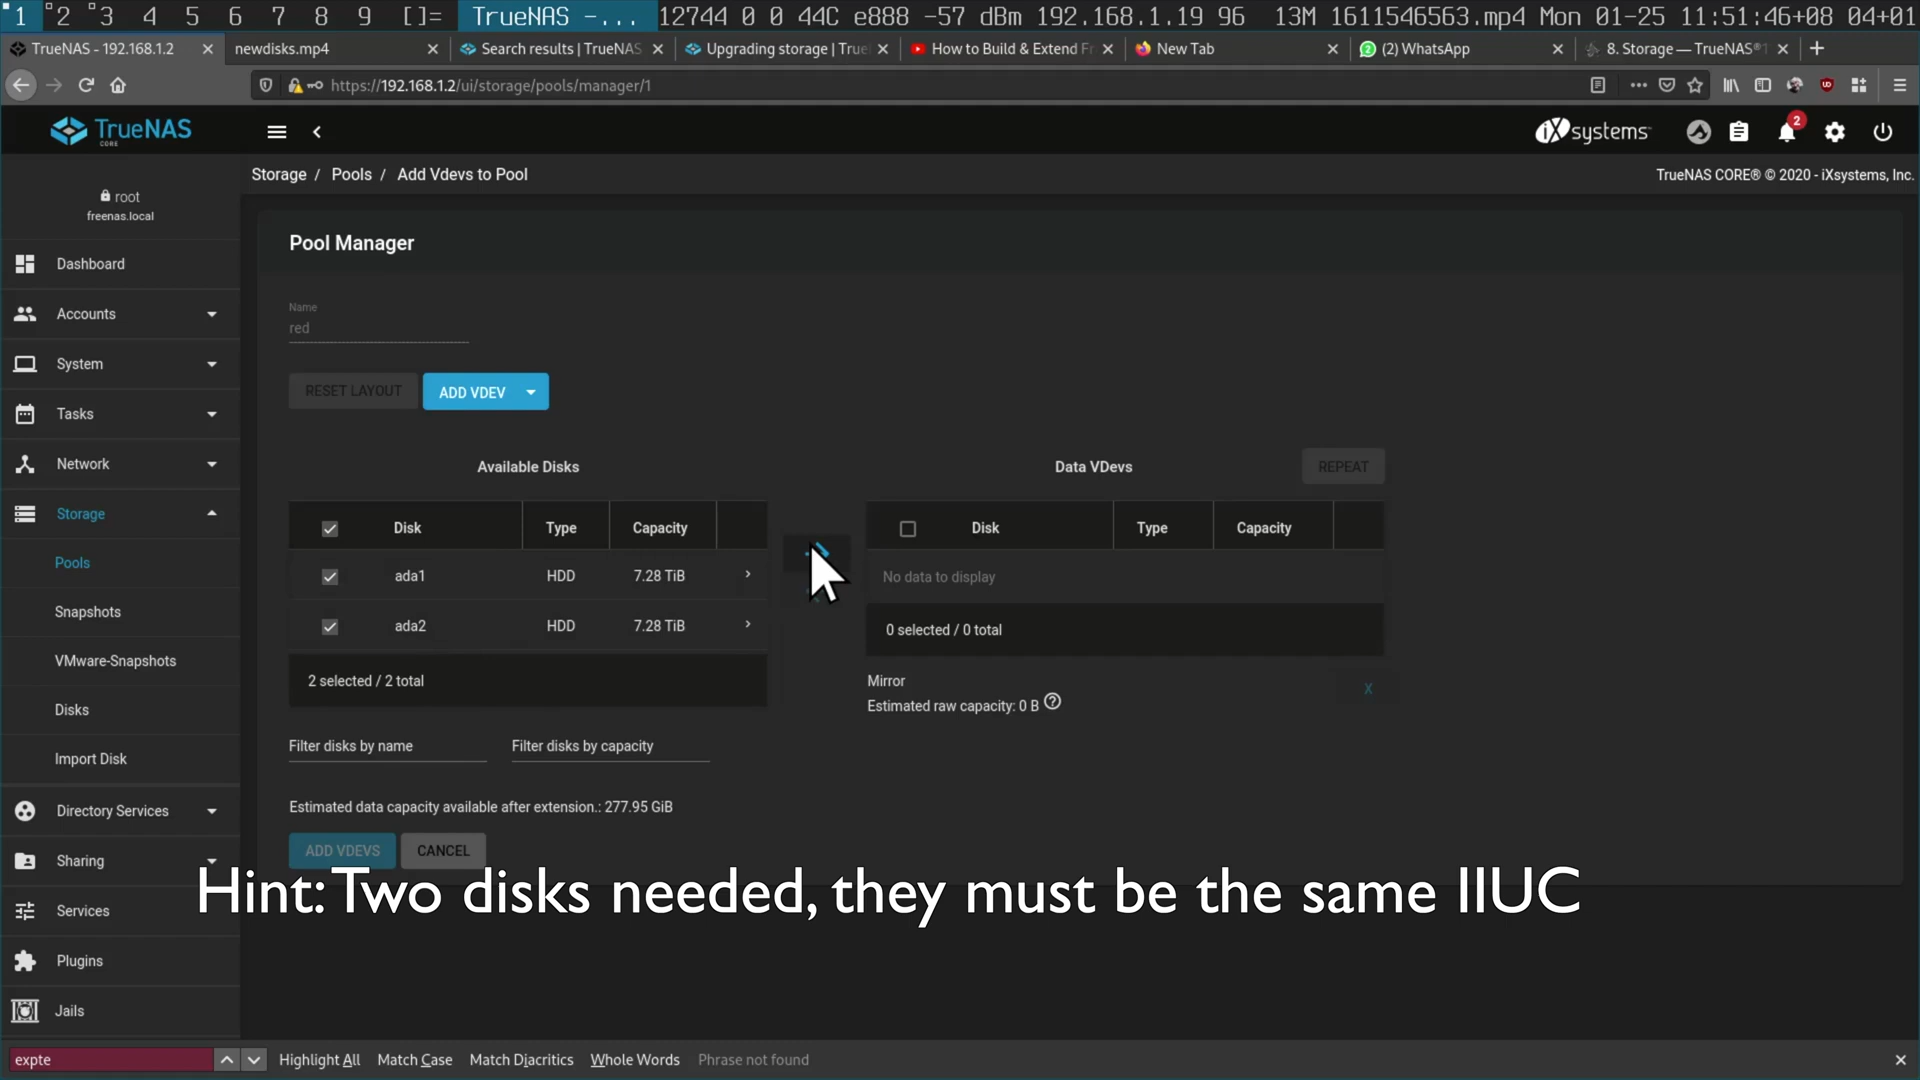 1 2 3 4 5 6 7 8 9 []= TrueNAS -... 12744 0 0 44C e888 -57 dBm 192.168.1.19 96 13M 1611546563.mp4 Mon 01-25 11:51:46+08 04+01
TrueNAS - 192.168.1.2 newdisks.mp4 Search results | TrueNAS Upgrading storage | True How to Build & Extend Fr New Tab (2) WhatsApp 8. Storage — TrueNAS®
https://192.168.1.2/ui/storage/pools/manager/1
TrueNAS
CORE
iXsystems
2
Storage / Pools / Add Vdevs to Pool
TrueNAS CORE® © 2020 - iXsystems, Inc.
root
freenas.local
Dashboard
Accounts
System
Tasks
Network
Storage
Pools
Snapshots
VMware-Snapshots
Disks
Import Disk
Directory Services
Sharing
Services
Plugins
Jails
Pool Manager
Name
red
RESET LAYOUT ADD VDEV
Available Disks
Disk Type Capacity
ada1 HDD 7.28 TiB
ada2 HDD 7.28 TiB
2 selected / 2 total
Filter disks by name Filter disks by capacity
Data VDevs REPEAT
Disk Type Capacity
No data to display
0 selected / 0 total
Mirror X
Estimated raw capacity: 0 B
Estimated data capacity available after extension.: 277.95 GiB
ADD VDEVS CANCEL
Hint: Two disks needed, they must be the same IIUC
expte Highlight All Match Case Match Diacritics Whole Words Phrase not found